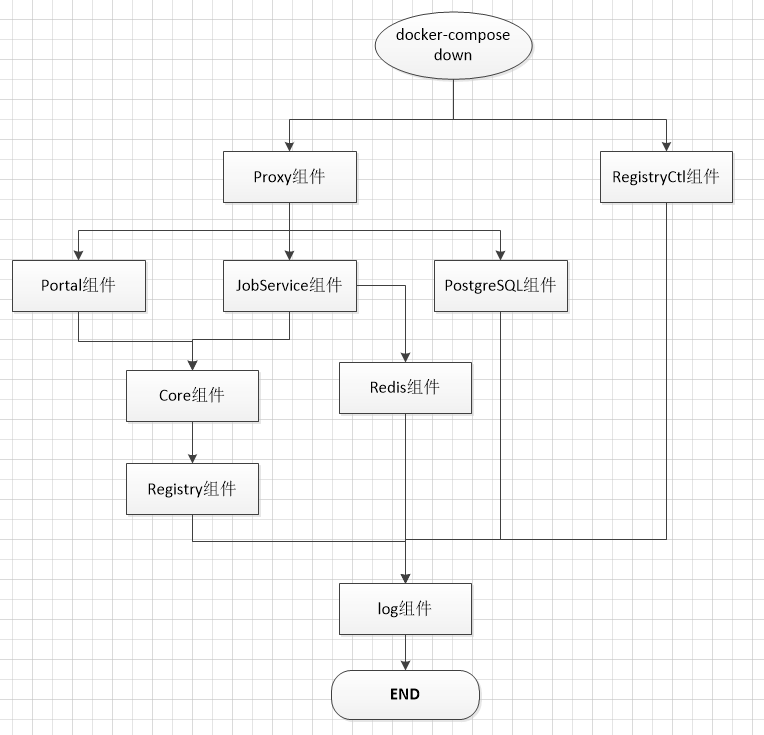 docker-compose
down
Proxy组件
RegistryCtl组件
Portal组件
JobService组件
PostgreSQL组件
Core组件
Redis组件
Registry组件
log组件
END